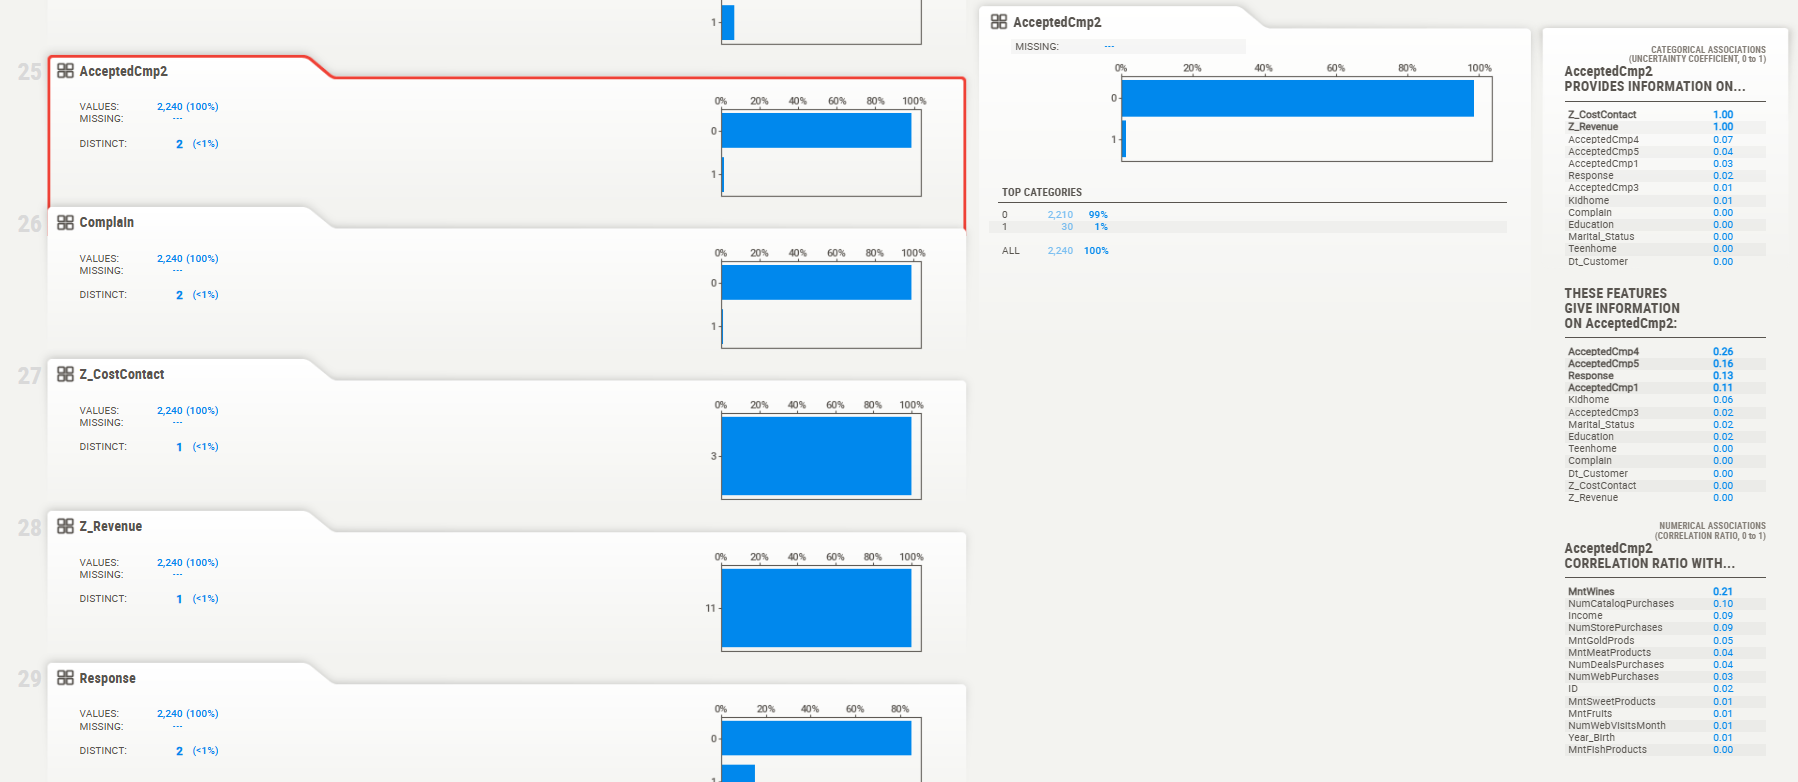 1
25
AcceptedCmp2
VALUES: 2,240 (100%)
MISSING: ---
DISTINCT: 2 (<1%)
0% 20% 40% 60% 80% 100%
0
1
26
Complain
VALUES: 2,240 (100%)
MISSING: ---
DISTINCT: 2 (<1%)
0% 20% 40% 60% 80% 100%
0
1
27
Z_CostContact
VALUES: 2,240 (100%)
MISSING: ---
DISTINCT: 1 (<1%)
0% 20% 40% 60% 80% 100%
3
28
Z_Revenue
VALUES: 2,240 (100%)
MISSING: ---
DISTINCT: 1 (<1%)
0% 20% 40% 60% 80% 100%
11
29
Response
VALUES: 2,240 (100%)
MISSING: ---
DISTINCT: 2 (<1%)
0% 20% 40% 60% 80%
0
1
AcceptedCmp2
MISSING: ---
0% 20% 40% 60% 80% 100%
0
1
TOP CATEGORIES
0 2,210 99%
1 30 1%
ALL 2,240 100%
CATEGORICAL ASSOCIATIONS
(UNCERTAINTY COEFFICIENT, 0 to 1)
AcceptedCmp2
PROVIDES INFORMATION ON...
Z_CostContact 1.00
Z_Revenue 1.00
AcceptedCmp4 0.07
AcceptedCmp5 0.04
AcceptedCmp1 0.03
Response 0.02
AcceptedCmp3 0.01
Kidhome 0.01
Complain 0.00
Education 0.00
Marital_Status 0.00
Teenhome 0.00
Dt_Customer 0.00
THESE FEATURES
GIVE INFORMATION
ON AcceptedCmp2:
AcceptedCmp4 0.26
AcceptedCmp5 0.16
Response 0.13
AcceptedCmp1 0.11
Kidhome 0.06
AcceptedCmp3 0.02
Marital_Status 0.02
Education 0.02
Teenhome 0.00
Complain 0.00
Dt_Customer 0.00
Z_CostContact 0.00
Z_Revenue 0.00
NUMERICAL ASSOCIATIONS
(CORRELATION RATIO, 0 to 1)
AcceptedCmp2
CORRELATION RATIO WITH...
MntWines 0.21
NumCatalogPurchases 0.10
Income 0.09
NumStorePurchases 0.09
MntGoldProds 0.05
MntMeatProducts 0.04
NumDealsPurchases 0.04
NumWebPurchases 0.03
ID 0.02
MntSweetProducts 0.01
MntFruits 0.01
NumWebVisitsMonth 0.01
Year_Birth 0.01
MntFishProducts 0.00